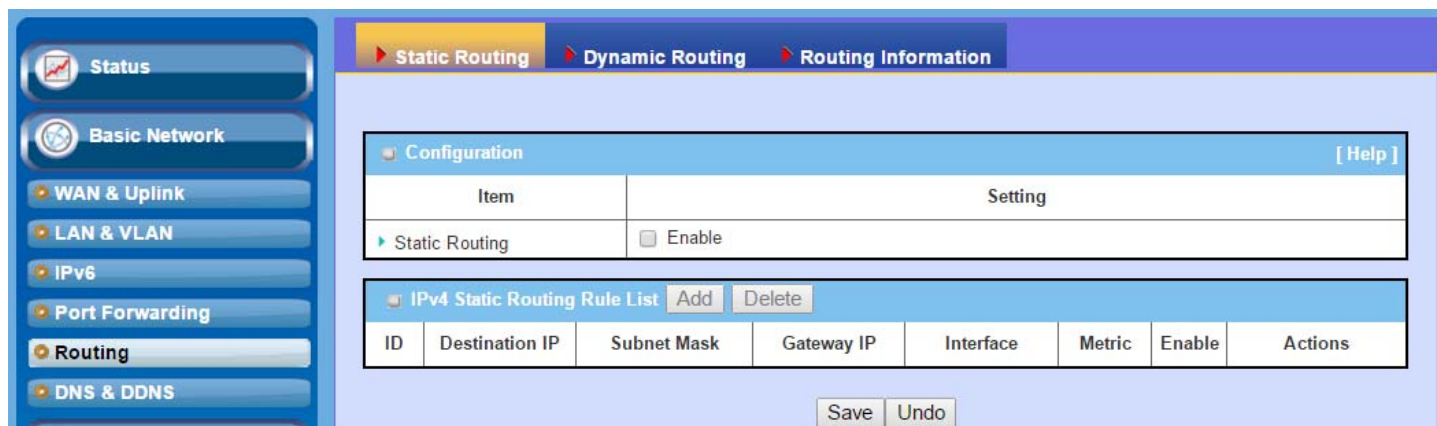 Status
Basic Network
WAN & Uplink
LAN & VLAN
IPv6
Port Forwarding
Routing
DNS & DDNS
Static Routing Dynamic Routing Routing Information
Configuration [ Help ]
Item Setting
Static Routing Enable
IPv4 Static Routing Rule List Add Delete
ID Destination IP Subnet Mask Gateway IP Interface Metric Enable Actions
Save Undo